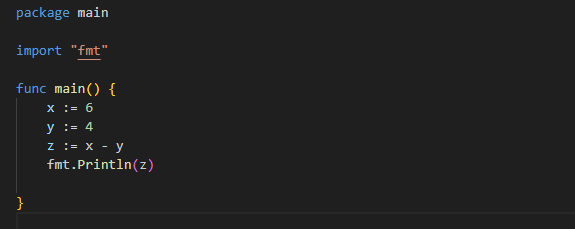 package main
import "fmt"
func main() {
x := 6
y := 4
z := x - y
fmt.Println(z)
}